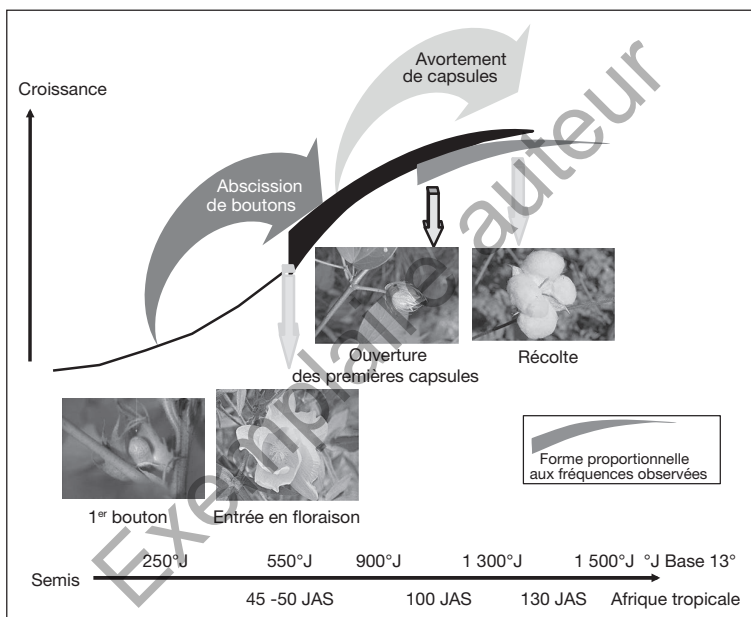 Avortement
de capsules
Croissance
Abscission
de boutons
Ouverture
des premières capsules
Récolte
Forme proportionnelle
aux fréquences observées
1er bouton
Entrée en floraison
250°J 550°J 900°J 1 300°J 1 500°J °J Base 13°
Semis
45 -50 JAS 100 JAS 130 JAS Afrique tropicale
Exemplaire auteur